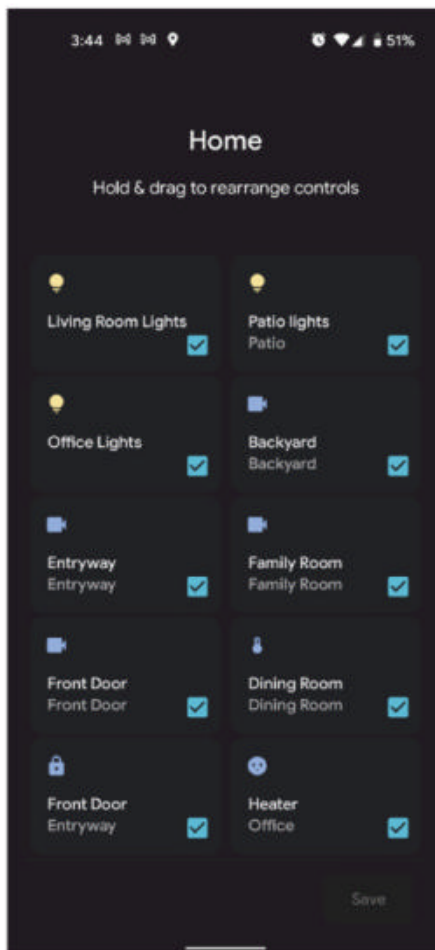 3:44
51%
Home
Hold & drag to rearrange controls
Living Room Lights
Patio lights
Patio
Office Lights
Backyard
Backyard
Entryway
Entryway
Family Room
Family Room
Front Door
Front Door
Dining Room
Dining Room
Front Door
Entryway
Heater
Office
Save